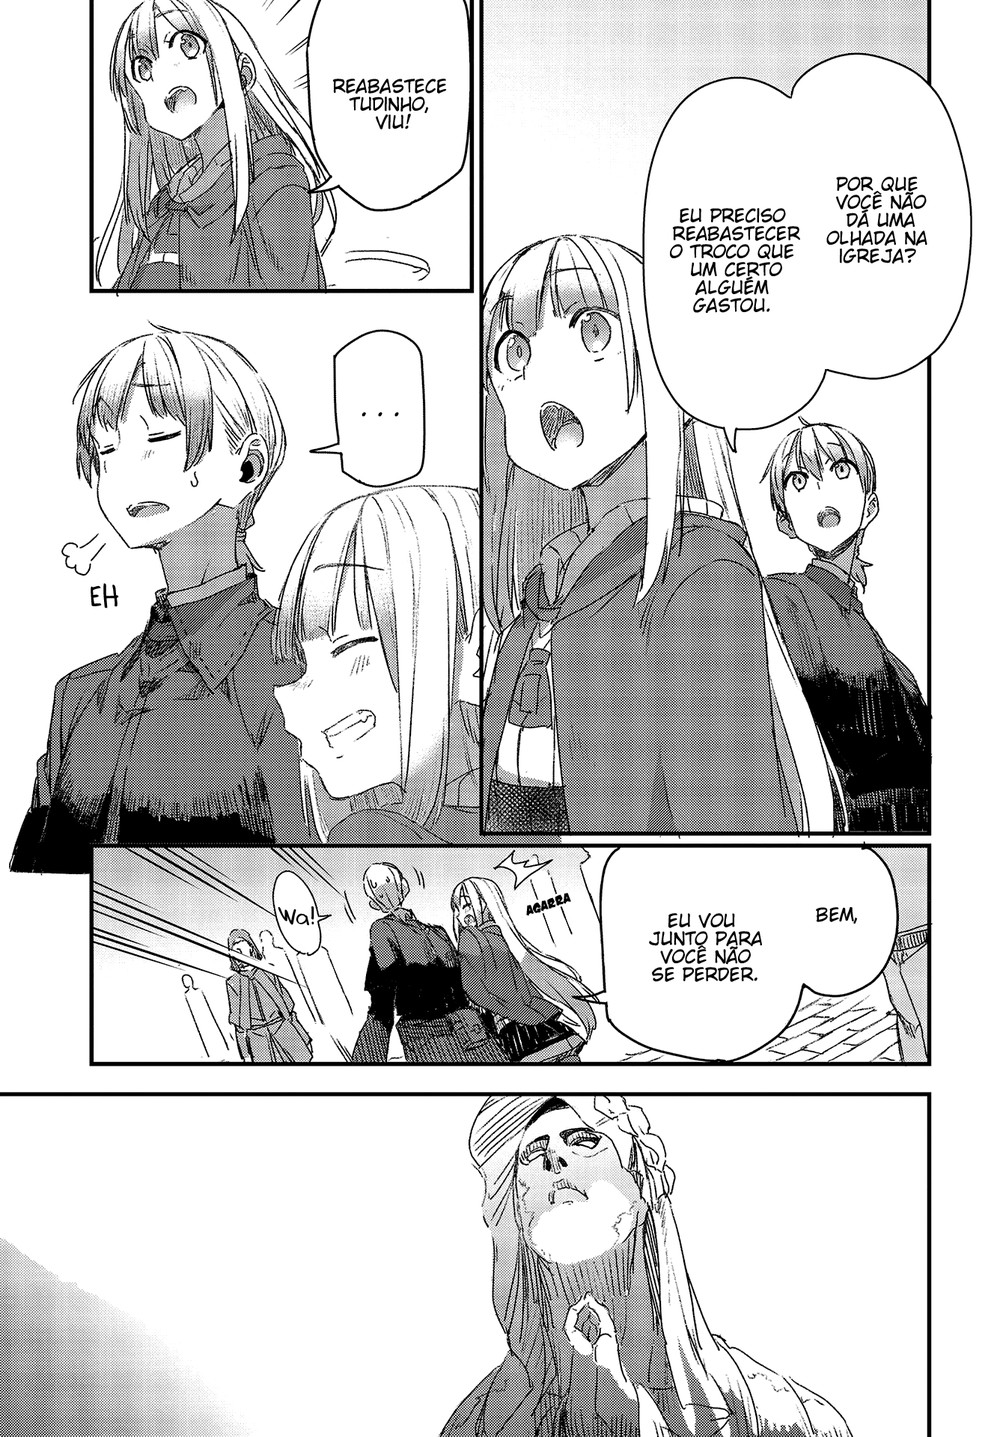 POR QUE
VOCÊ NÃO
DÁ UMA
OLHADA NA
IGREJA?
EU PRECISO
REABASTECER
O TROCO QUE
UM CERTO
ALGUÉM
GASTOU.
REABASTECE
TUDINHO,
VIU!
...
EH
BEM,
EU VOU
JUNTO PARA
VOCÊ NÃO
SE PERDER.
AGARRA
Wa!